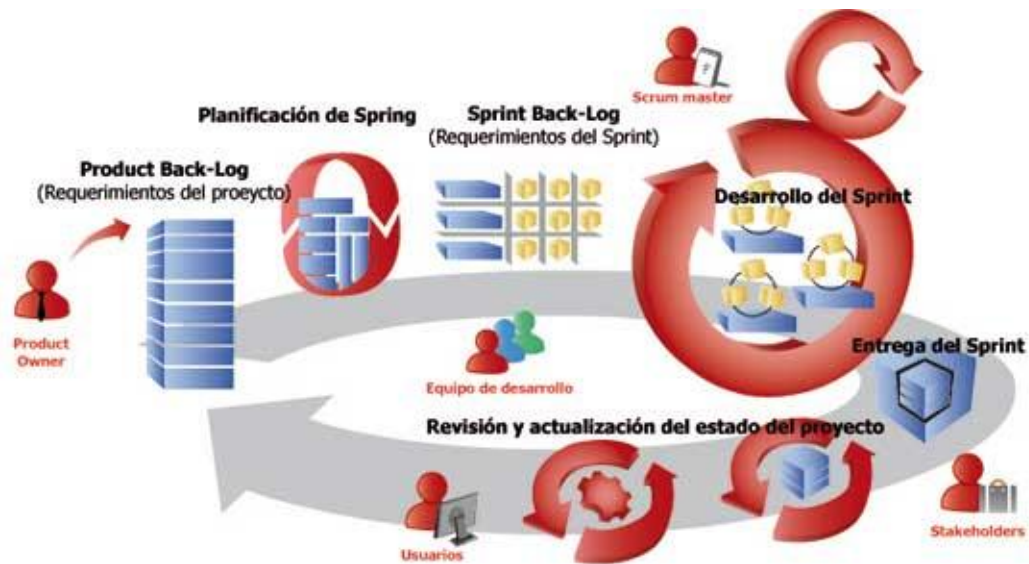 Scrum master
Planificación de Spring
Sprint Back-Log
(Requerimientos del Sprint)
Product Back-Log
(Requerimientos del proeycto)
Desarrollo del Sprint
Product
Owner
Equipo de desarrollo
Entrega del Sprint
Revisión y actualización del estado del proyecto
Usuarios
Stakeholders